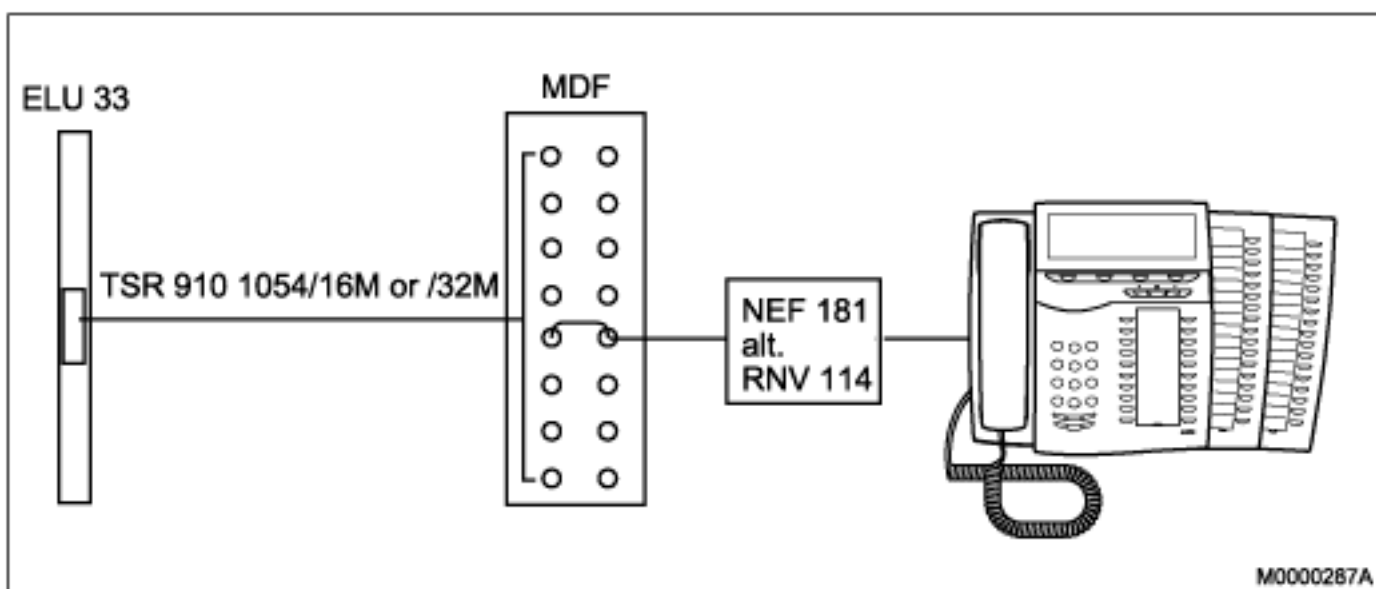 ELU 33
MDF
TSR 910 1054/16M or /32M
NEF 181
alt.
RNV 114
M0000287A